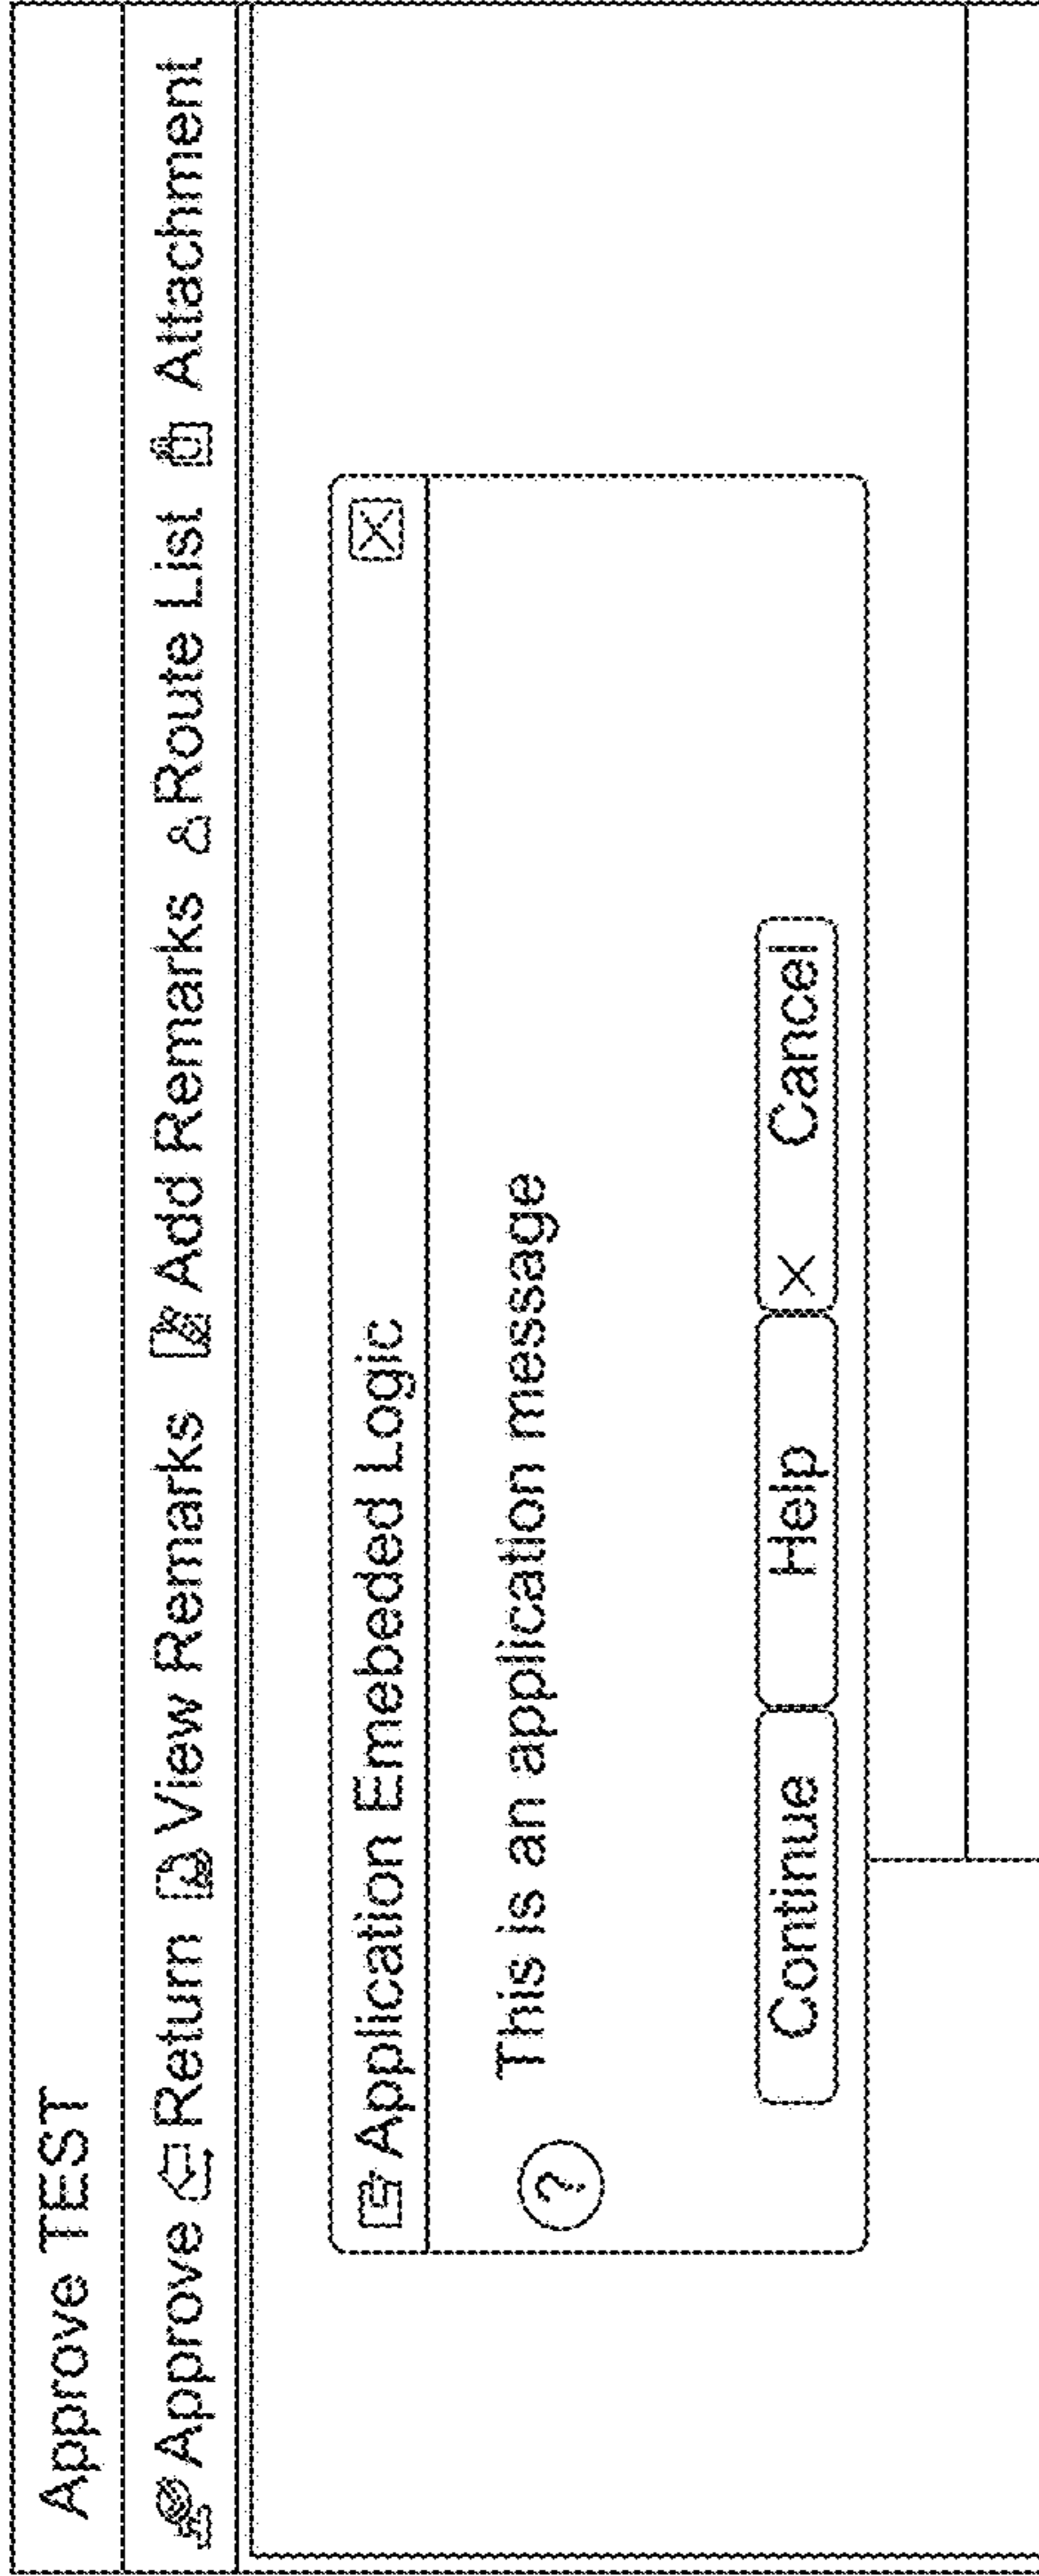 Approve TEST
Approve Return View Remarks Add Remarks Route List Attachment
Application Emebeded Logic
? This is an application message
Continue Help X Cancel